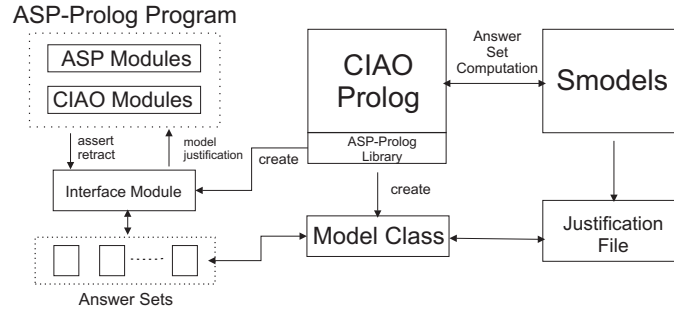 ASP-Prolog Program
ASP Modules
CIAO Modules
assert
retract
model
justification
Interface Module
Answer Sets
create
CIAO
Prolog
ASP-Prolog
Library
create
Model Class
Answer
Set
Computation
Smodels
Justification
File